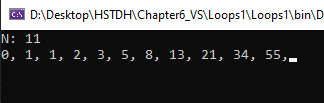 D:\Desktop\HSTDH\Chapter6_VS\Loops1\Loops1\bin\D
N: 11
0, 1, 1, 2, 3, 5, 8, 13, 21, 34, 55,